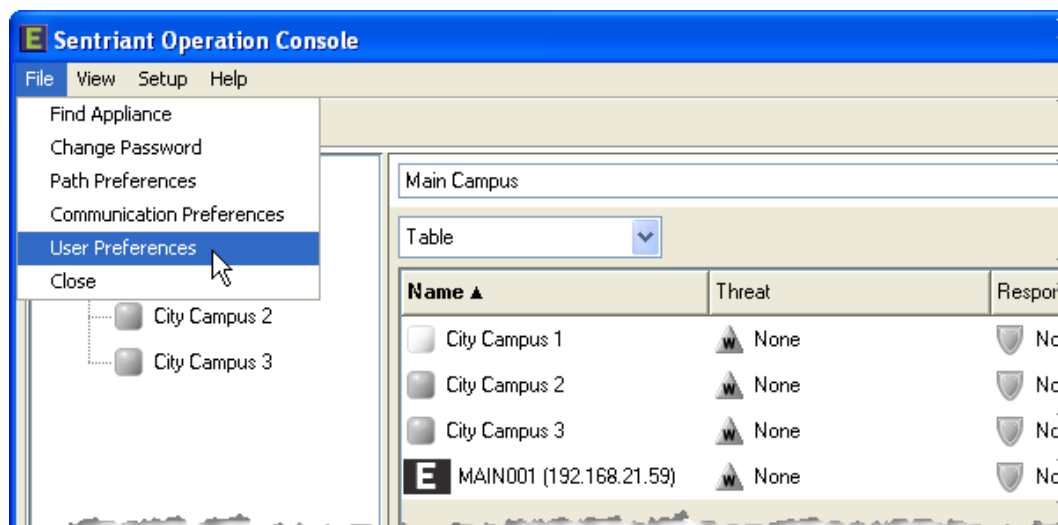 E Sentriant Operation Console
File View Setup Help
Find Appliance
Change Password
Path Preferences
Communication Preferences
User Preferences
Close
City Campus 2
City Campus 3
Main Campus
Table
Name Threat
City Campus 1 W None
City Campus 2 W None
City Campus 3 W None
E MAIN001 (192.168.21.59) W None